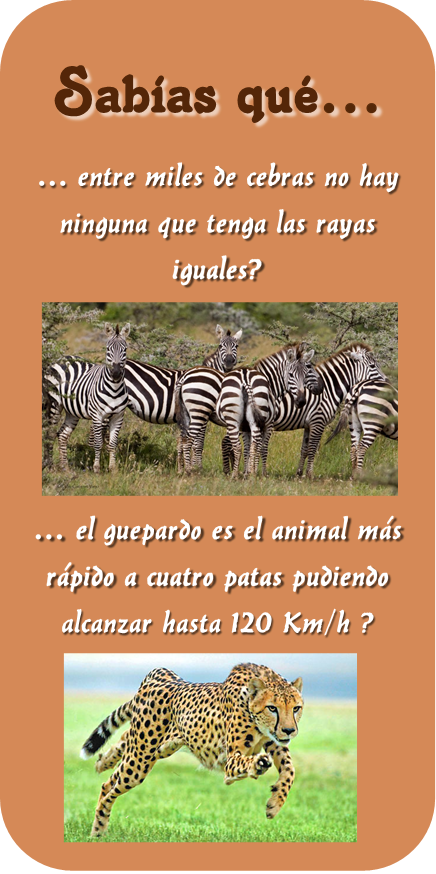 Sabías qué...
... entre miles de cebras no hay
ninguna que tenga las rayas
iguales?
... el guepardo es el animal más
rápido a cuatro patas pudiendo
alcanzar hasta 120 Km/h ?